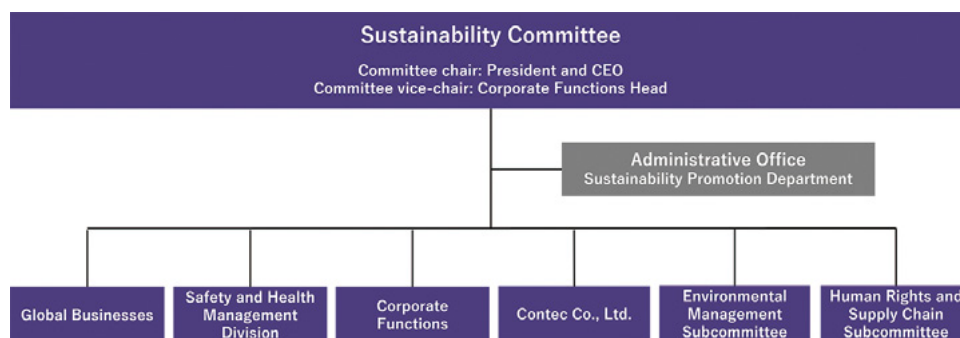 Sustainability Committee
Committee chair: President and CEO
Committee vice-chair: Corporate Functions Head
Administrative Office
Sustainability Promotion Department
Global Businesses
Safety and Health
Management
Division
Corporate
Functions
Contec Co., Ltd.
Environmental
Management
Subcommittee
Human Rights and
Supply Chain
Subcommittee